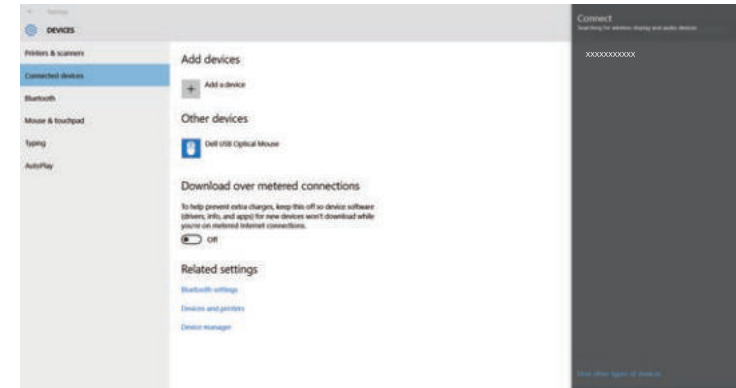 Settings
DEVICES
Printers & scanners
Connected devices
Bluetooth
Mouse & touchpad
Typing
AutoPlay
Add devices
Add a device
Other devices
Dell USB Optical Mouse
Download over metered connections
To help prevent extra charges, keep this off so device software
(drivers, info, and apps) for new devices won't download while
you're on metered Internet connections.
Off
Related settings
Bluetooth settings
Devices and printers
Device manager
Connect
Searching for wireless display and audio devices
xxxxxxxxxxx
Find other types of devices